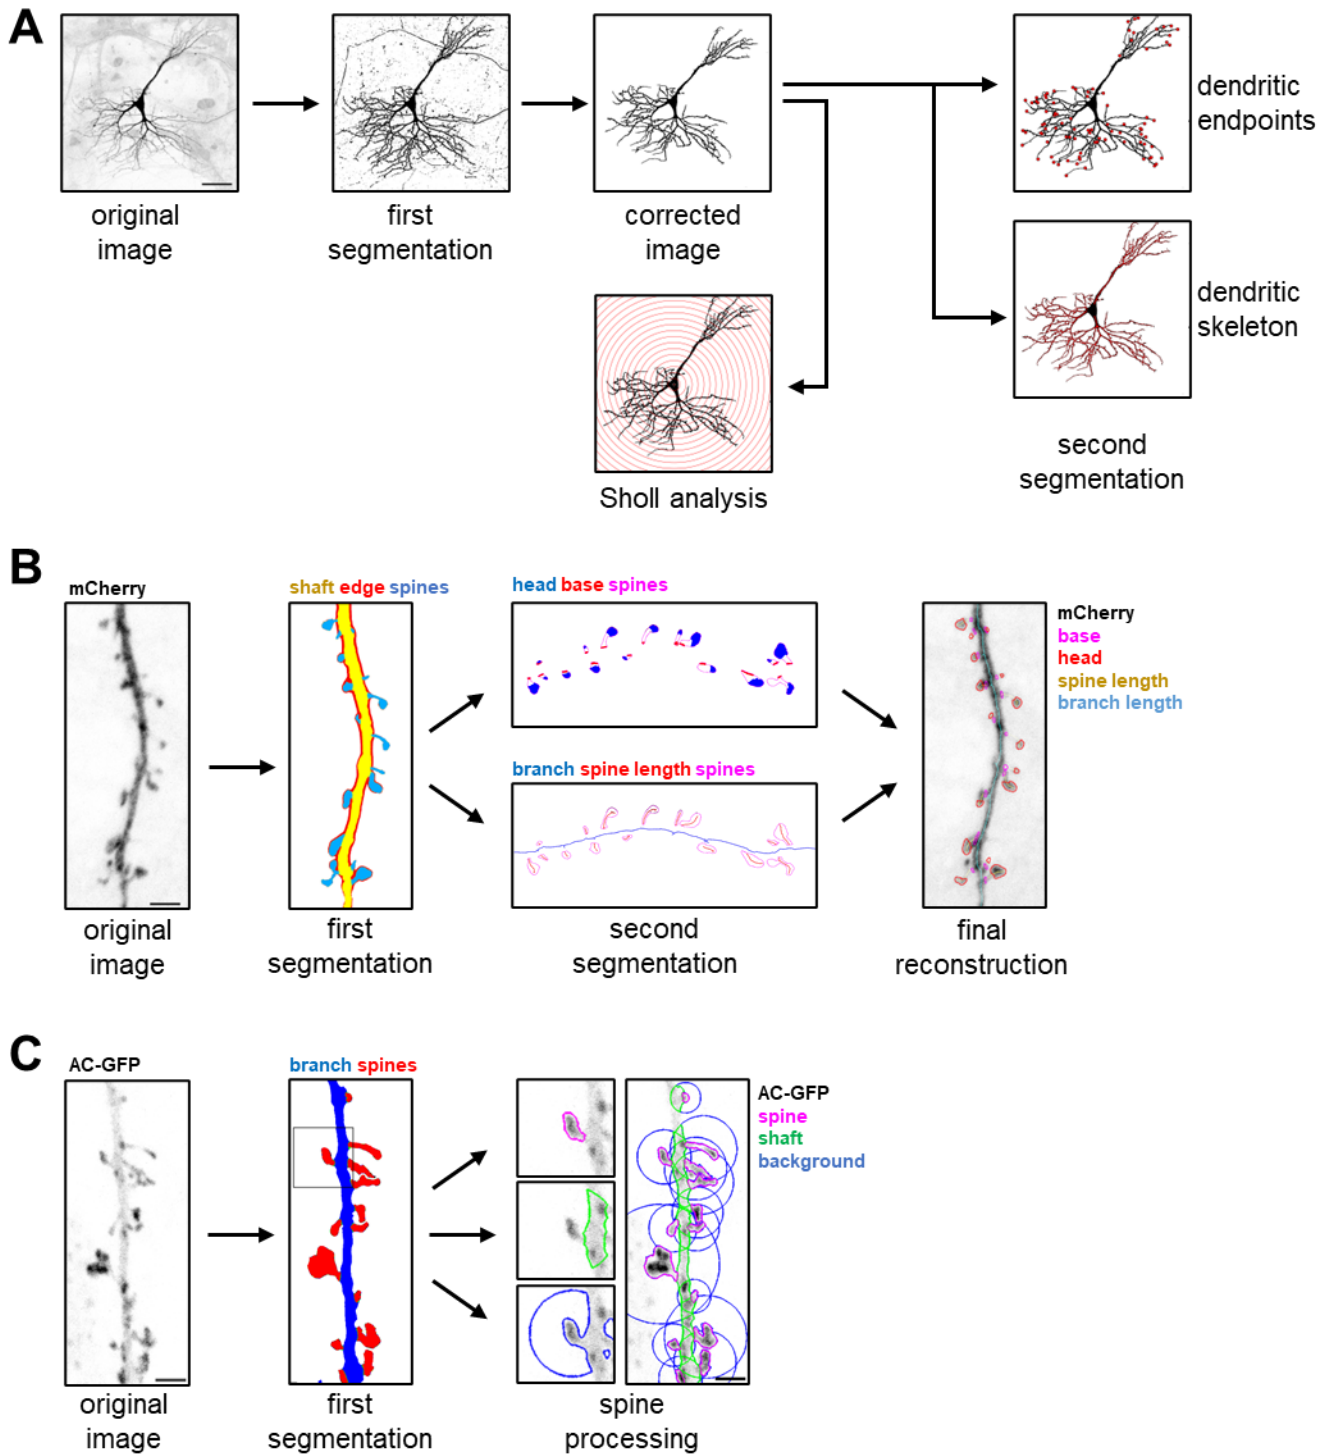 A
original
image
first
segmentation
corrected
image
dendritic
endpoints
dendritic
skeleton
Sholl analysis
second
segmentation
B
mCherry
shaft edge spines
head base spines
branch spine length spines
mCherry
base
head
spine length
branch length
original
image
first
segmentation
second
segmentation
final
reconstruction
C
AC-GFP
branch spines
AC-GFP
spine
shaft
background
original
image
first
segmentation
spine
processing